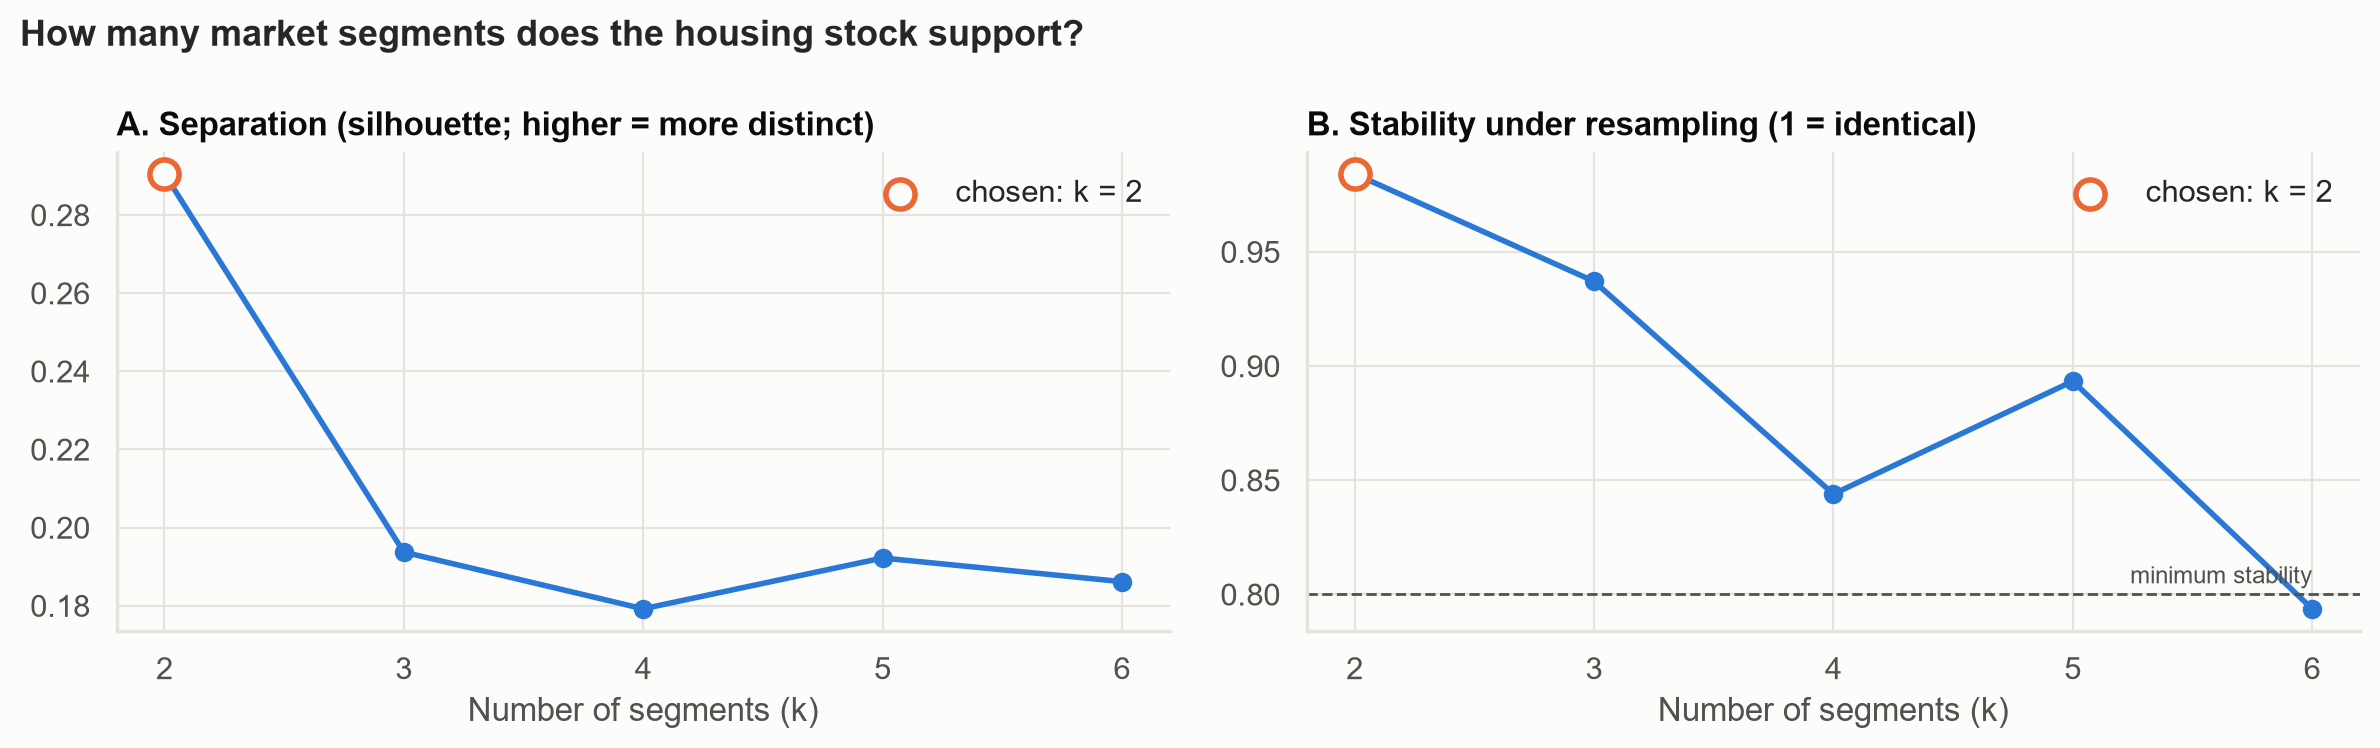 How many market segments does the housing stock support?
A. Separation (silhouette; higher = more distinct)
chosen: k = 2
0.28
0.26
0.24
0.22
0.20
0.18
2 3 4 5 6
Number of segments (k)
B. Stability under resampling (1 = identical)
chosen: k = 2
0.95
0.90
0.85
0.80
minimum stability
2 3 4 5 6
Number of segments (k)